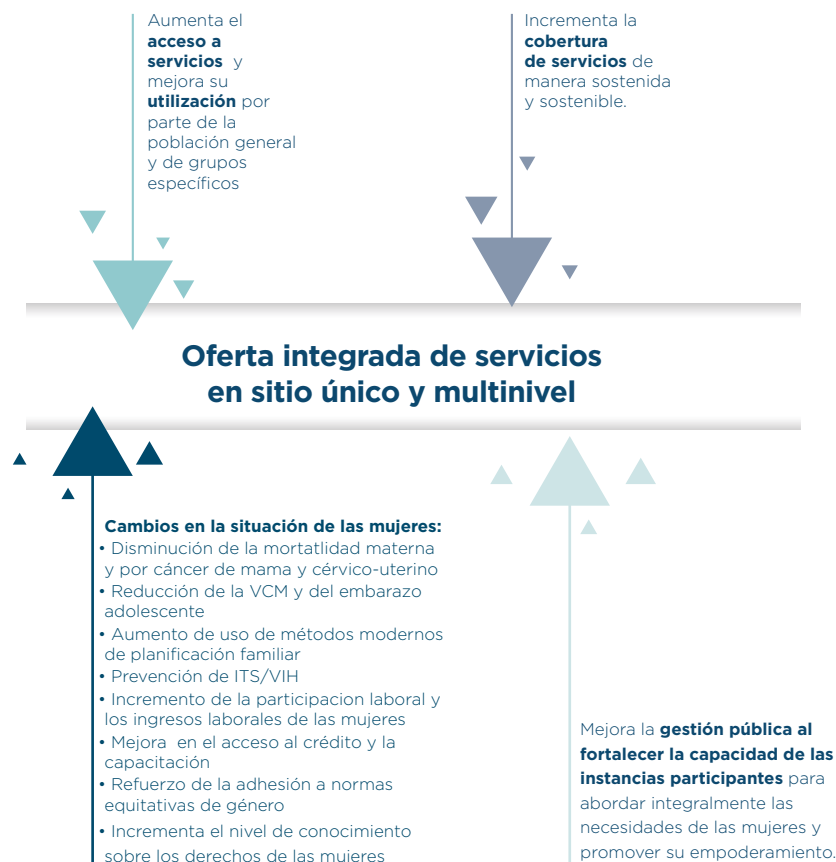 Aumenta el
acceso a
servicios y
mejora su
utilización por
parte de la
población general
y de grupos
específicos
Incrementa la
cobertura
de servicios de
manera sostenida
y sostenible.
Oferta integrada de servicios
en sitio único y multinivel
Cambios en la situación de las mujeres:
• Disminución de la mortatlidad materna
y por cáncer de mama y cérvico-uterino
• Reducción de la VCM y del embarazo
adolescente
• Aumento de uso de métodos modernos
de planificación familiar
• Prevención de ITS/VIH
• Incremento de la participacion laboral y
los ingresos laborales de las mujeres
• Mejora en el acceso al crédito y la
capacitación
• Refuerzo de la adhesión a normas
equitativas de género
• Incrementa el nivel de conocimiento
sobre los derechos de las mujeres
Mejora la gestión pública al
fortalecer la capacidad de las
instancias participantes para
abordar integralmente las
necesidades de las mujeres y
promover su empoderamiento.